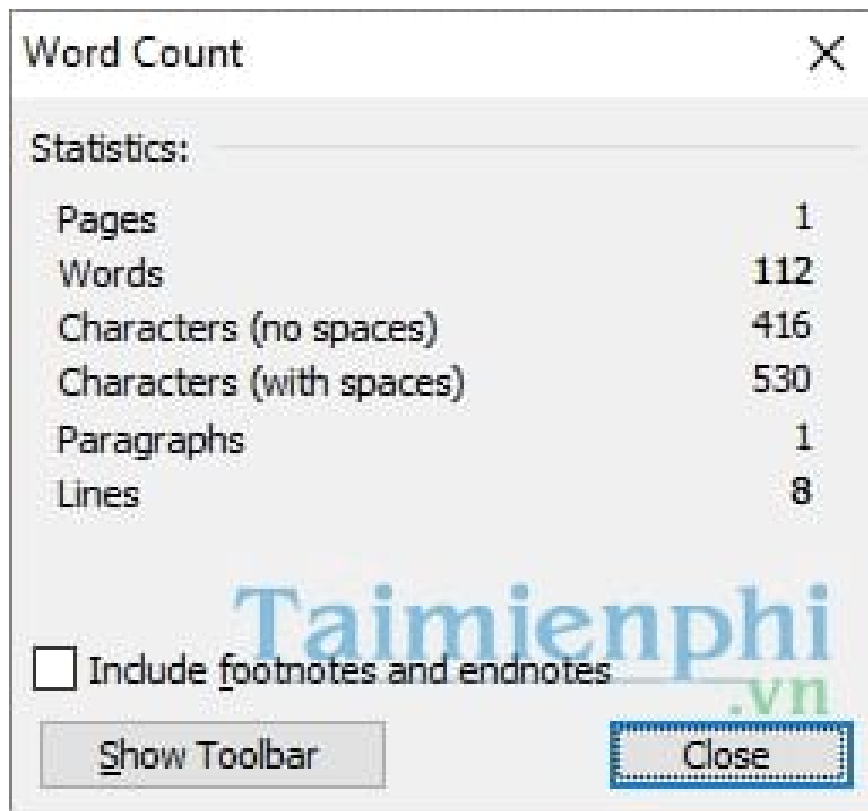 Word Count
Statistics:
Pages 1
Words 112
Characters (no spaces) 416
Characters (with spaces) 530
Paragraphs 1
Lines 8
Taimienphi
.vn
Include footnotes and endnotes
Show Toolbar Close